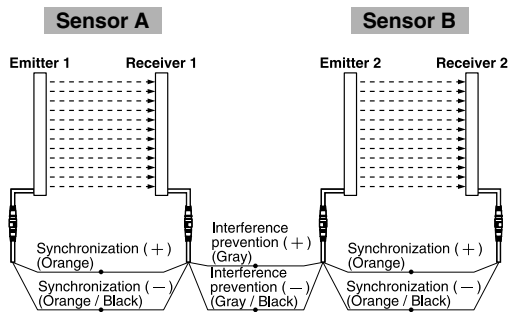 Sensor A
Sensor B
Emitter 1
Receiver 1
Emitter 2
Receiver 2
Synchronization (+)
(Orange)
Synchronization (—)
(Orange / Black)
Interference
prevention (+)
(Gray)
Interference
prevention (—)
(Gray / Black)
Synchronization (+)
(Orange)
Synchronization (—)
(Orange / Black)